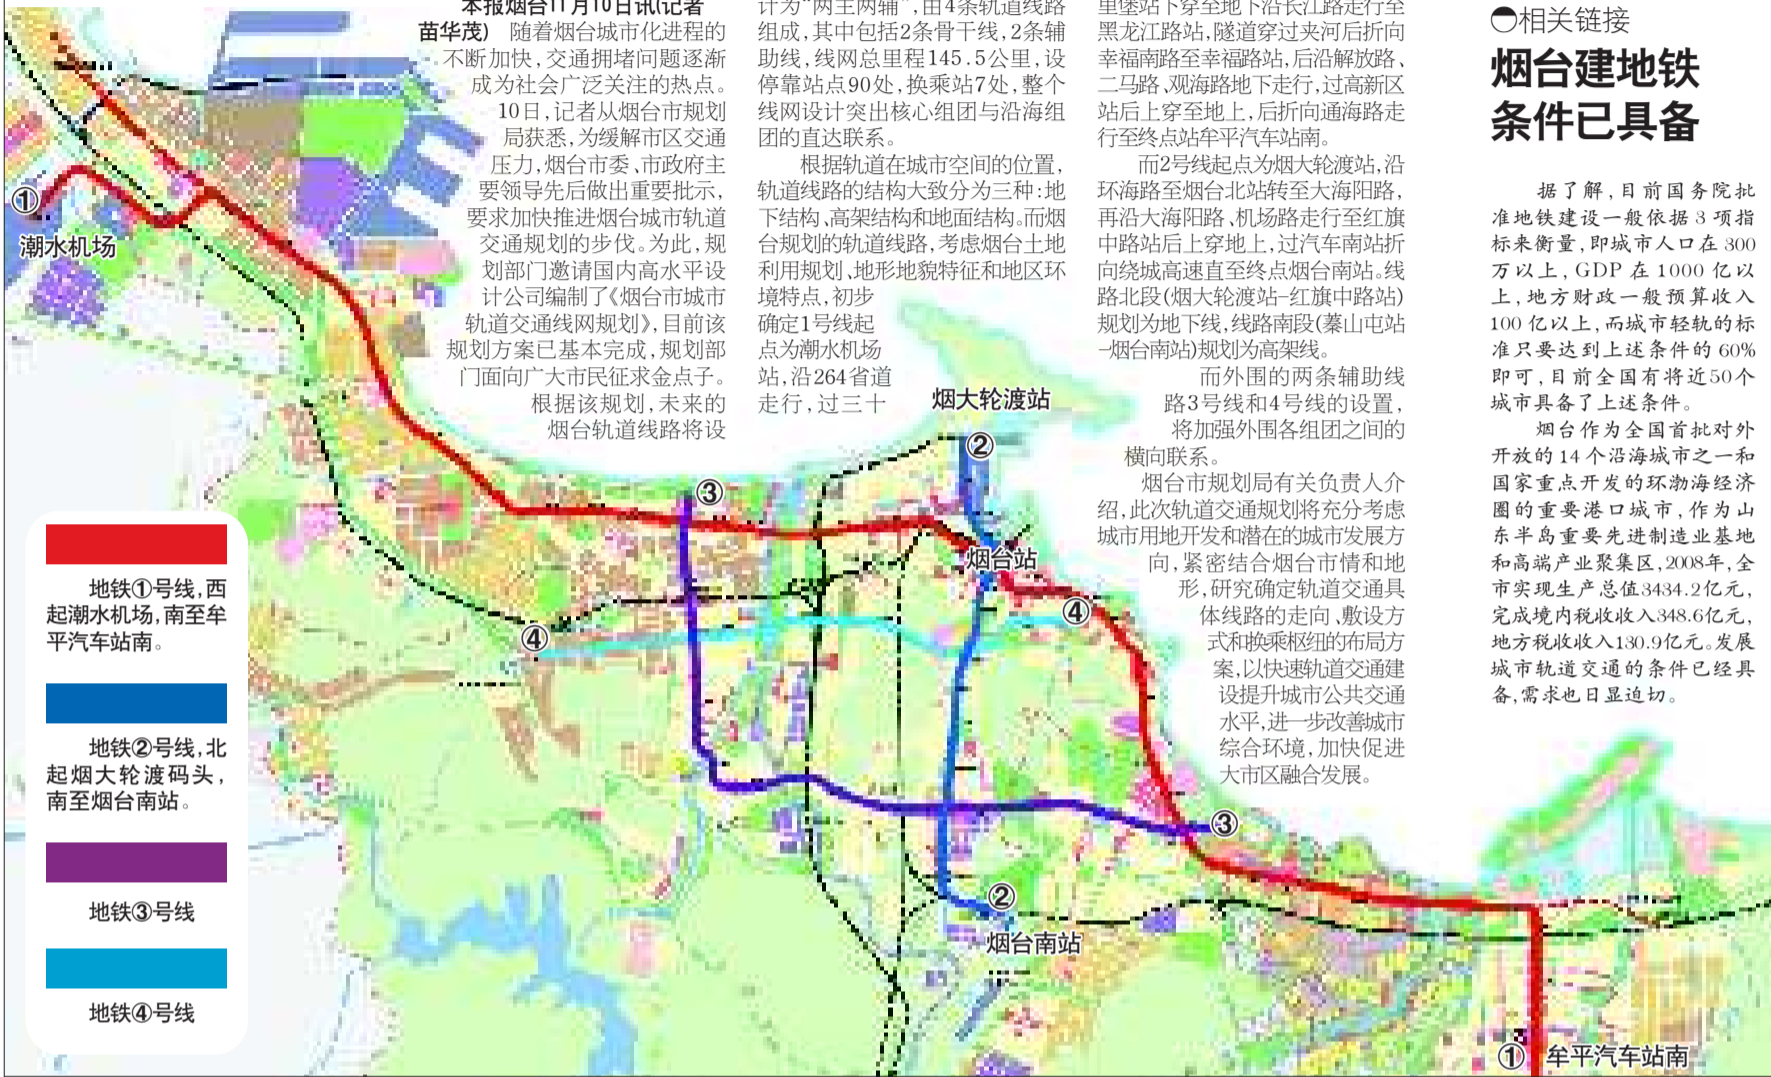 本报烟台11月10日讯(记者
苗华茂) 随着烟台城市化进程的
不断加快,交通拥堵问题逐渐
成为社会广泛关注的热点。
10日,记者从烟台市规划
局获悉,为缓解市区交通
压力,烟台市委、市政府主
要领导先后做出重要批示,
要求加快推进烟台城市轨道
交通规划的步伐。为此,规
划部门邀请国内高水平设
计公司编制了《烟台市城市
轨道交通线网规划》,目前该
规划方案已基本完成,规划部
门面向广大市民征求金点子。
根据该规划,未来的
烟台轨道线路将设
计为“两主两辅”,由4条轨道线路
组成,其中包括2条骨干线,2条辅
助线,线网总里程145.5公里,设
停靠站点90处,换乘站7处,整个
线网设计突出核心组团与沿海组
团的直达联系。
根据轨道在城市空间的位置,
轨道线路的结构大致分为三种:地
下结构、高架结构和地面结构。而烟
台规划的轨道线路,考虑烟台土地
利用规划、地形地貌特征和地区环
境特点,初步
确定1号线起
点为潮水机场
站,沿264省道
走行,过三十
里堡站下穿至地下沿长江路走行至
黑龙江路站,隧道穿过夹河后折向
幸福南路至幸福路站,后沿解放路、
二马路、观海路地下走行,过高新区
站后上穿至地上,后折向通海路走
行至终点站牟平汽车站南。
而2号线起点为烟大轮渡站,沿
环海路至烟台北站转至大海阳路,
再沿大海阳路、机场路走行至红旗
中路站后上穿地上,过汽车南站折
向绕城高速直至终点烟台南站。线
路北段(烟大轮渡站-红旗中路站)
规划为地下线,线路南段(蓁山屯站
-烟台南站)规划为高架线。
而外围的两条辅助线
路3号线和4号线的设置,
将加强外围各组团之间的
横向联系。
烟台市规划局有关负责人介
绍,此次轨道交通规划将充分考虑
城市用地开发和潜在的城市发展方
向,紧密结合烟台市情和地
形,研究确定轨道交通具
体线路的走向、敷设方
式和换乘枢纽的布局方
案,以快速轨道交通建
设提升城市公共交通
水平,进一步改善城市
综合环境,加快促进
大市区融合发展。
相关链接
烟台建地铁
条件已具备
据了解,目前国务院批
准地铁建设一般依据3项指
标来衡量,即城市人口在300
万以上,GDP在1000亿以
上,地方财政一般预算收入
100亿以上,而城市轻轨的标
准只要达到上述条件的60%
即可,目前全国有将近50个
城市具备了上述条件。
烟台作为全国首批对外
开放的14个沿海城市之一和
国家重点开发的环渤海经济
圈的重要港口城市,作为山
东半岛重要先进制造业基地
和高端产业聚集区,2008年,全
市实现生产总值3434.2亿元,
完成境内税收收入348.6亿元,
地方税收收入130.9亿元。发展
城市轨道交通的条件已经具
备,需求也日显迫切。
①
潮水机场
烟大轮渡站
②
③
烟台站
④
④
③
②
烟台南站
① 牟平汽车站南
地铁①号线,西
起潮水机场,南至牟
平汽车站南。
地铁②号线,北
起烟大轮渡码头,
南至烟台南站。
地铁③号线
地铁④号线